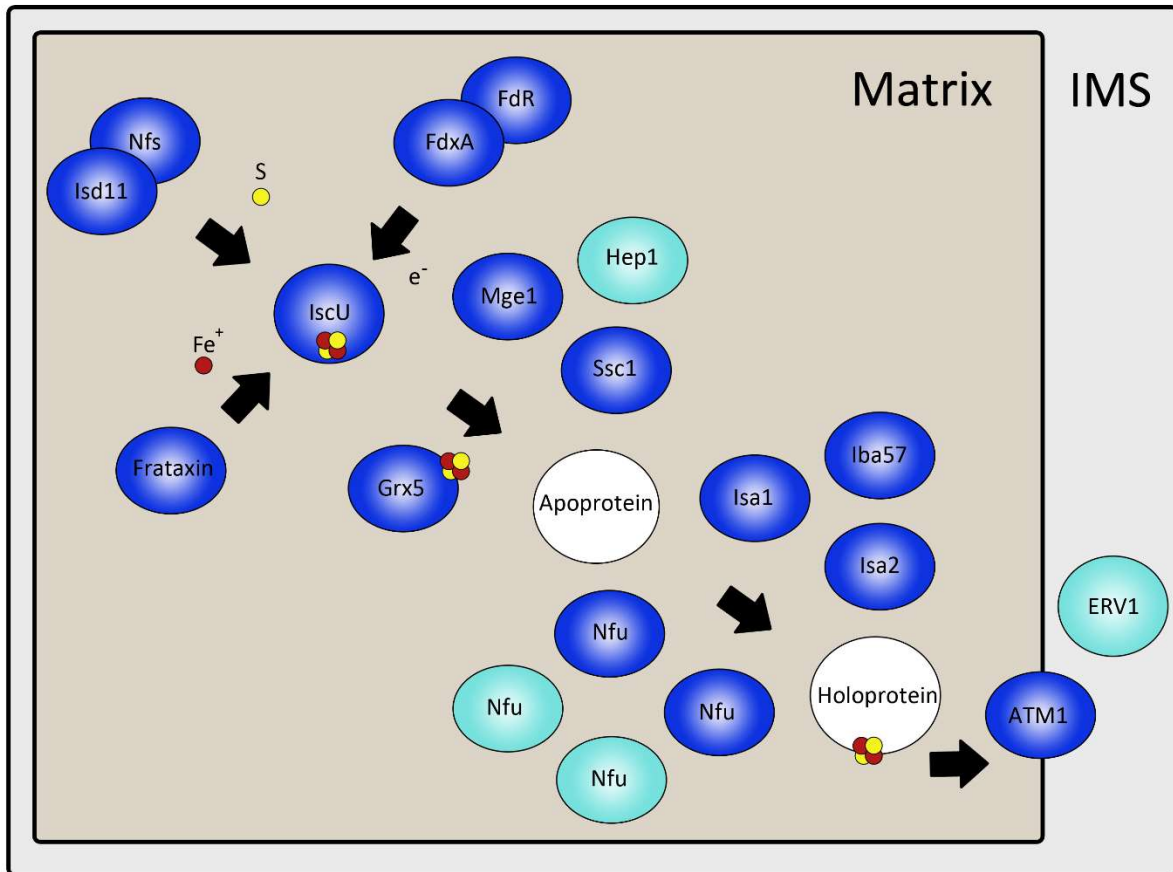 Matrix
IMS
FdR
FdxA
Nfs
Isd11
S
Hep1
e-
Mge1
IscU
Fe+
Ssc1
Iba57
Frataxin
Grx5
Apoprotein
Isa1
Isa2
ERV1
Nfu
Nfu
Nfu
Holoprotein
ATM1
Nfu